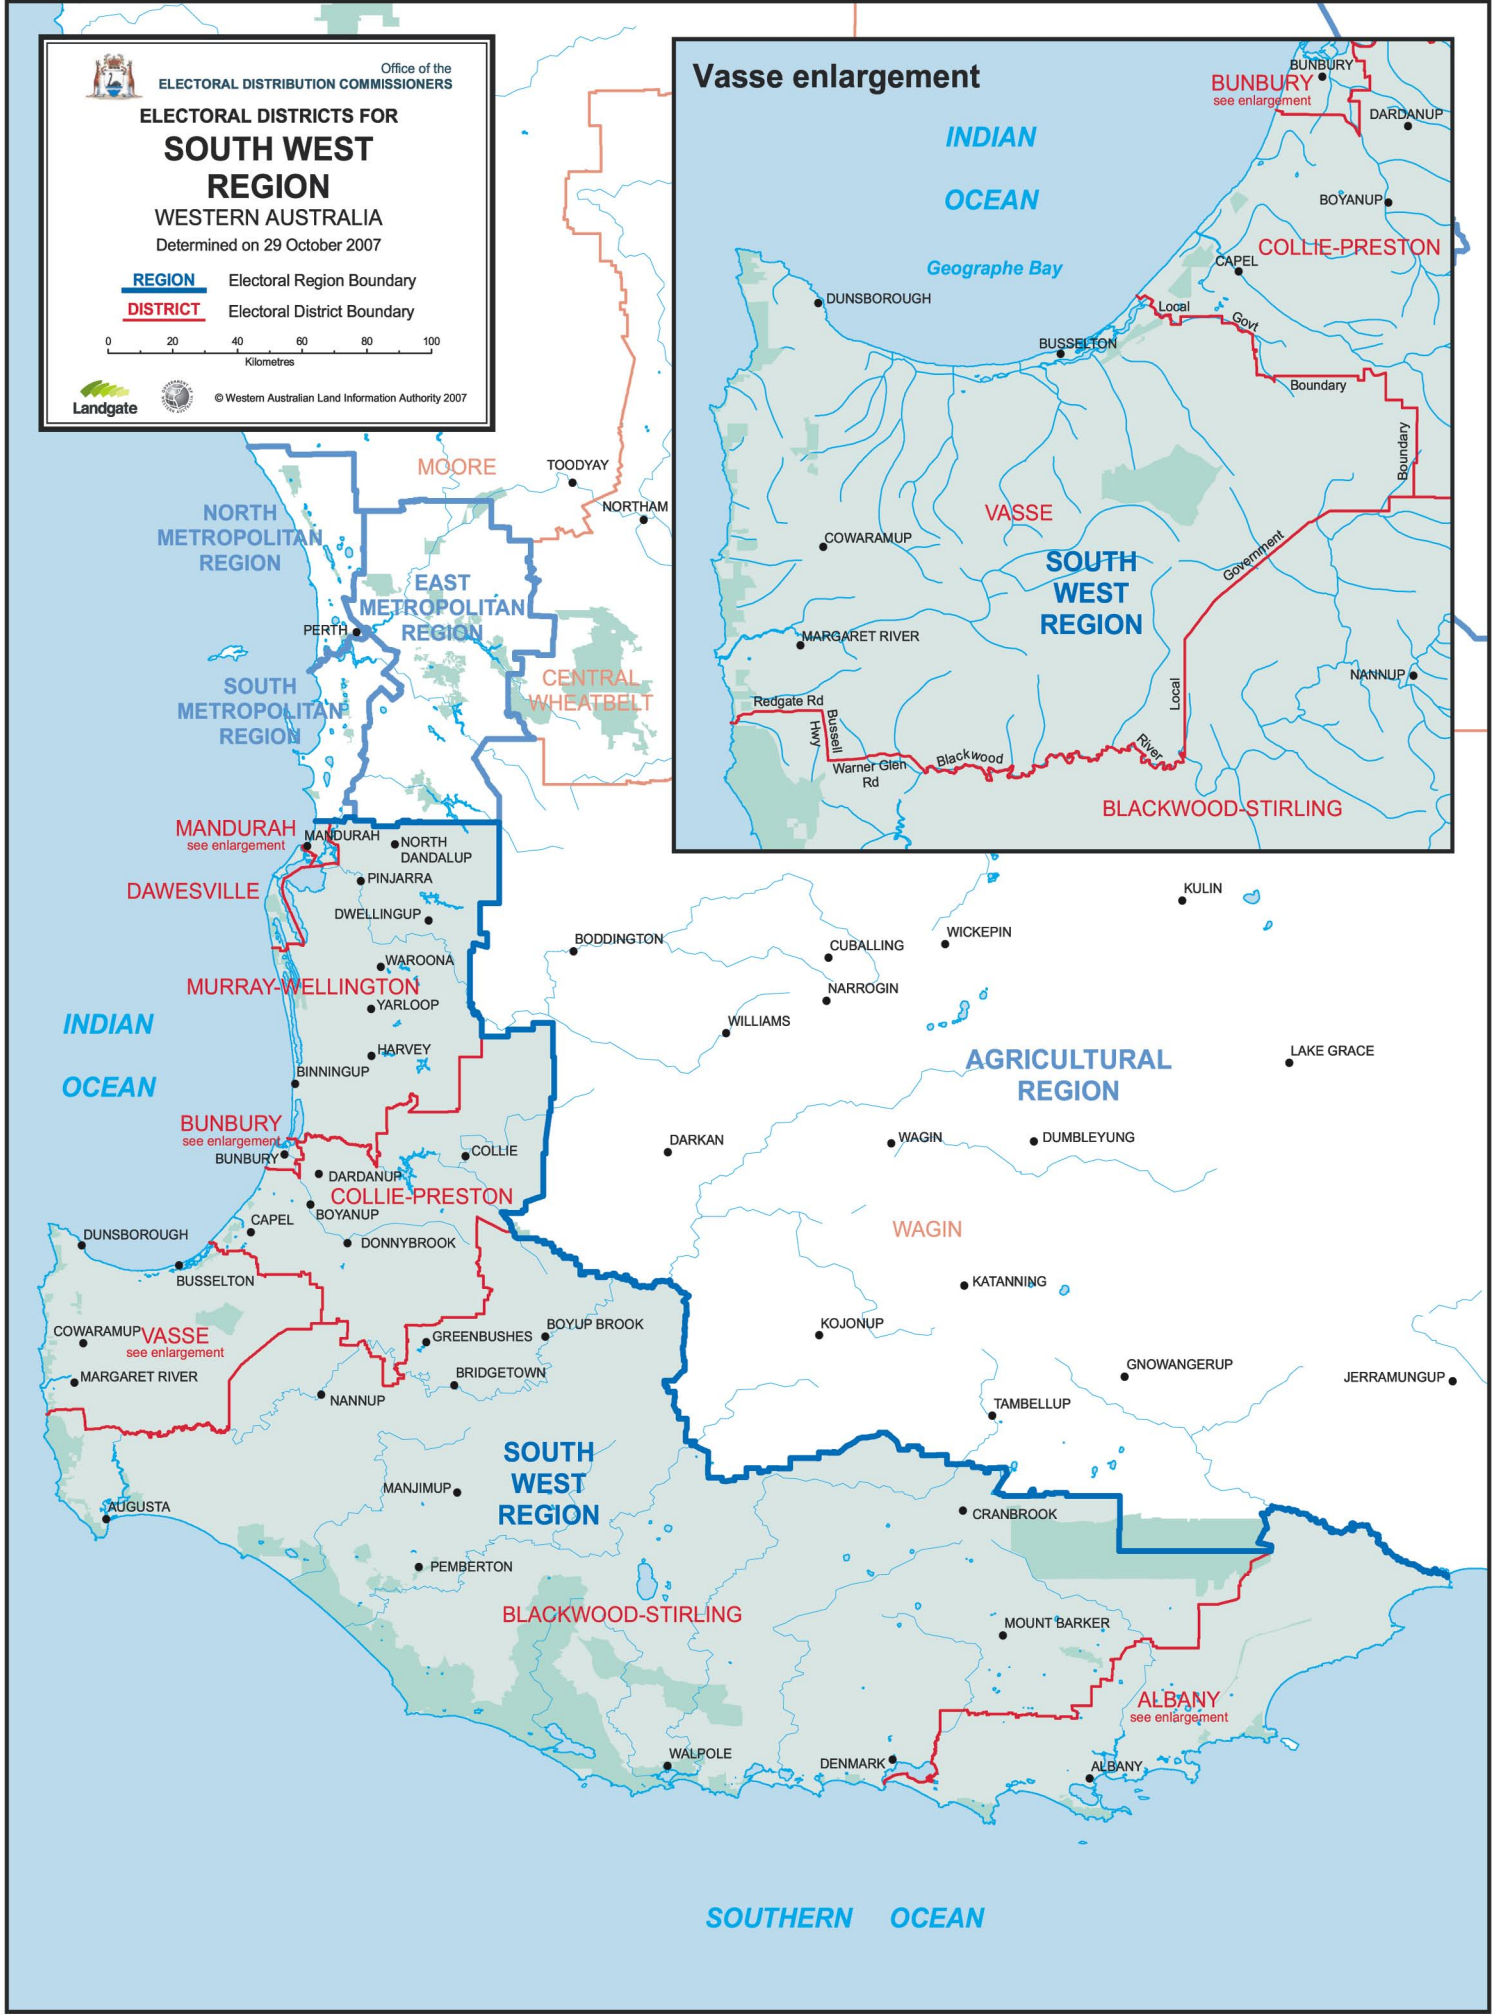 Office of the
ELECTORAL DISTRIBUTION COMMISSIONERS
ELECTORAL DISTRICTS FOR
SOUTH WEST
REGION
WESTERN AUSTRALIA
Determined on 29 October 2007
REGION Electoral Region Boundary
DISTRICT Electoral District Boundary
0 20 40 60 80 100
Kilometres
Landgate
© Western Australian Land Information Authority 2007
Vasse enlargement
BUNBURY
BUNBURY
see enlargement
DARDANUP
INDIAN
OCEAN
BOYANUP
COLLIE-PRESTON
CAPEL
Geographe Bay
DUNSBOROUGH
Local
Govt
BUSSELTON
Boundary
Boundary
VASSE
COWARAMUP
Government
SOUTH
WEST
REGION
MARGARET RIVER
NANNUP
Local
Redgate Rd
Bussell
Hwy
Warner Glen
Rd
Blackwood
River
BLACKWOOD-STIRLING
MOORE
TOODYAY
NORTHAM
NORTH
METROPOLITAN
REGION
EAST
METROPOLITAN
REGION
PERTH
CENTRAL
WHEATBELT
SOUTH
METROPOLITAN
REGION
MANDURAH
see enlargement
MANDURAH
NORTH
DANDALUP
PINJARRA
DAWESVILLE
DWELLINGUP
KULIN
BODDINGTON
CUBALLING
WICKEPIN
WAROONA
MURRAY-WELLINGTON
NARROGIN
YARLOOP
INDIAN
OCEAN
WILLIAMS
HARVEY
LAKE GRACE
AGRICULTURAL
REGION
BINNINGUP
BUNBURY
see enlargement
BUNBURY
DARKAN
WAGIN
DUMBLEYUNG
COLLIE
DARDANUP
COLLIE-PRESTON
BOYANUP
CAPEL
WAGIN
DUNSBOROUGH
DONNYBROOK
BUSSELTON
KATANNING
KOJONUP
BOYUP BROOK
COWARAMUP
VASSE
see enlargement
GREENBUSHES
GNOWANGERUP
JERRAMUNGUP
MARGARET RIVER
BRIDGETOWN
NANNUP
TAMBELLUP
SOUTH
WEST
REGION
MANJIMUP
AUGUSTA
CRANBROOK
PEMBERTON
BLACKWOOD-STIRLING
MOUNT BARKER
ALBANY
see enlargement
WALPOLE
DENMARK
ALBANY
SOUTHERN OCEAN